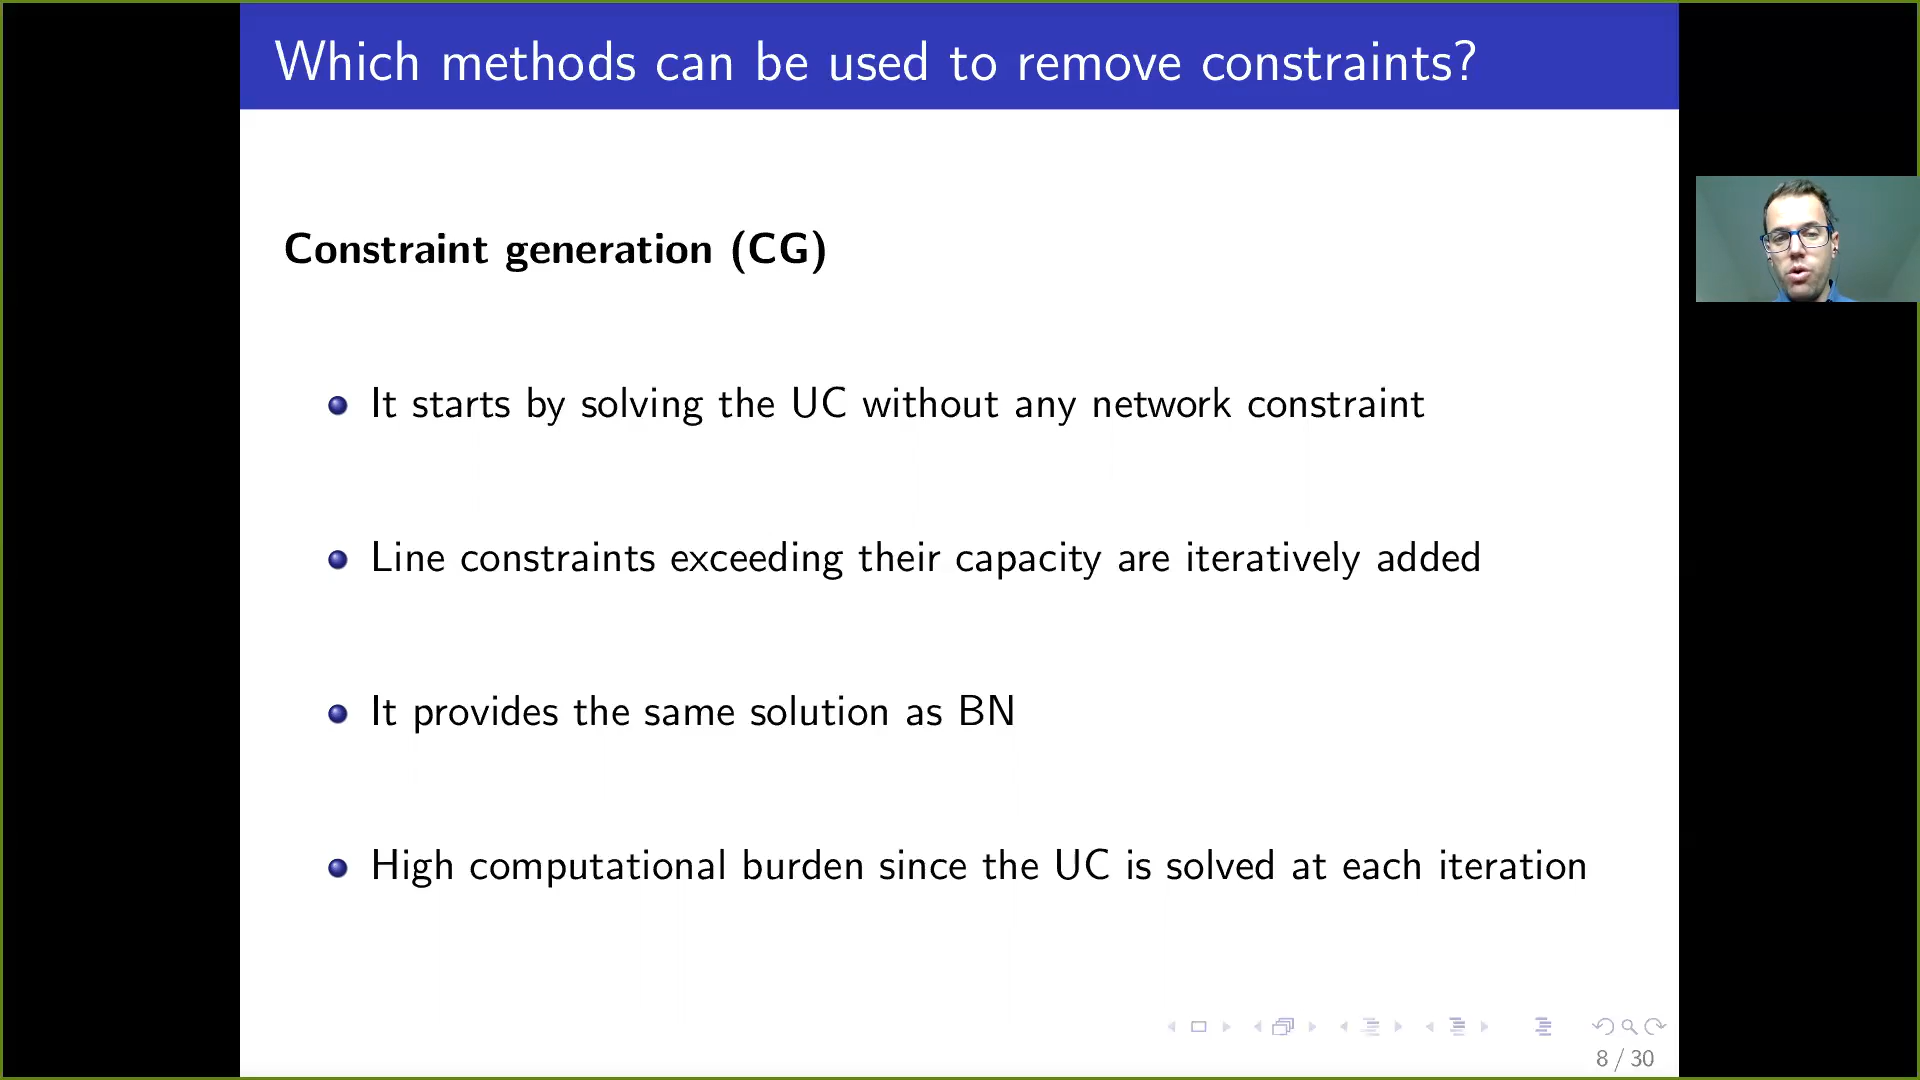 Which methods can be used to remove constraints?
Constraint generation (CG)
It starts by solving the UC without any network constraint
Line constraints exceeding their capacity are iteratively added
It provides the same solution as BN
High computational burden since the UC is solved at each iteration
8 / 30